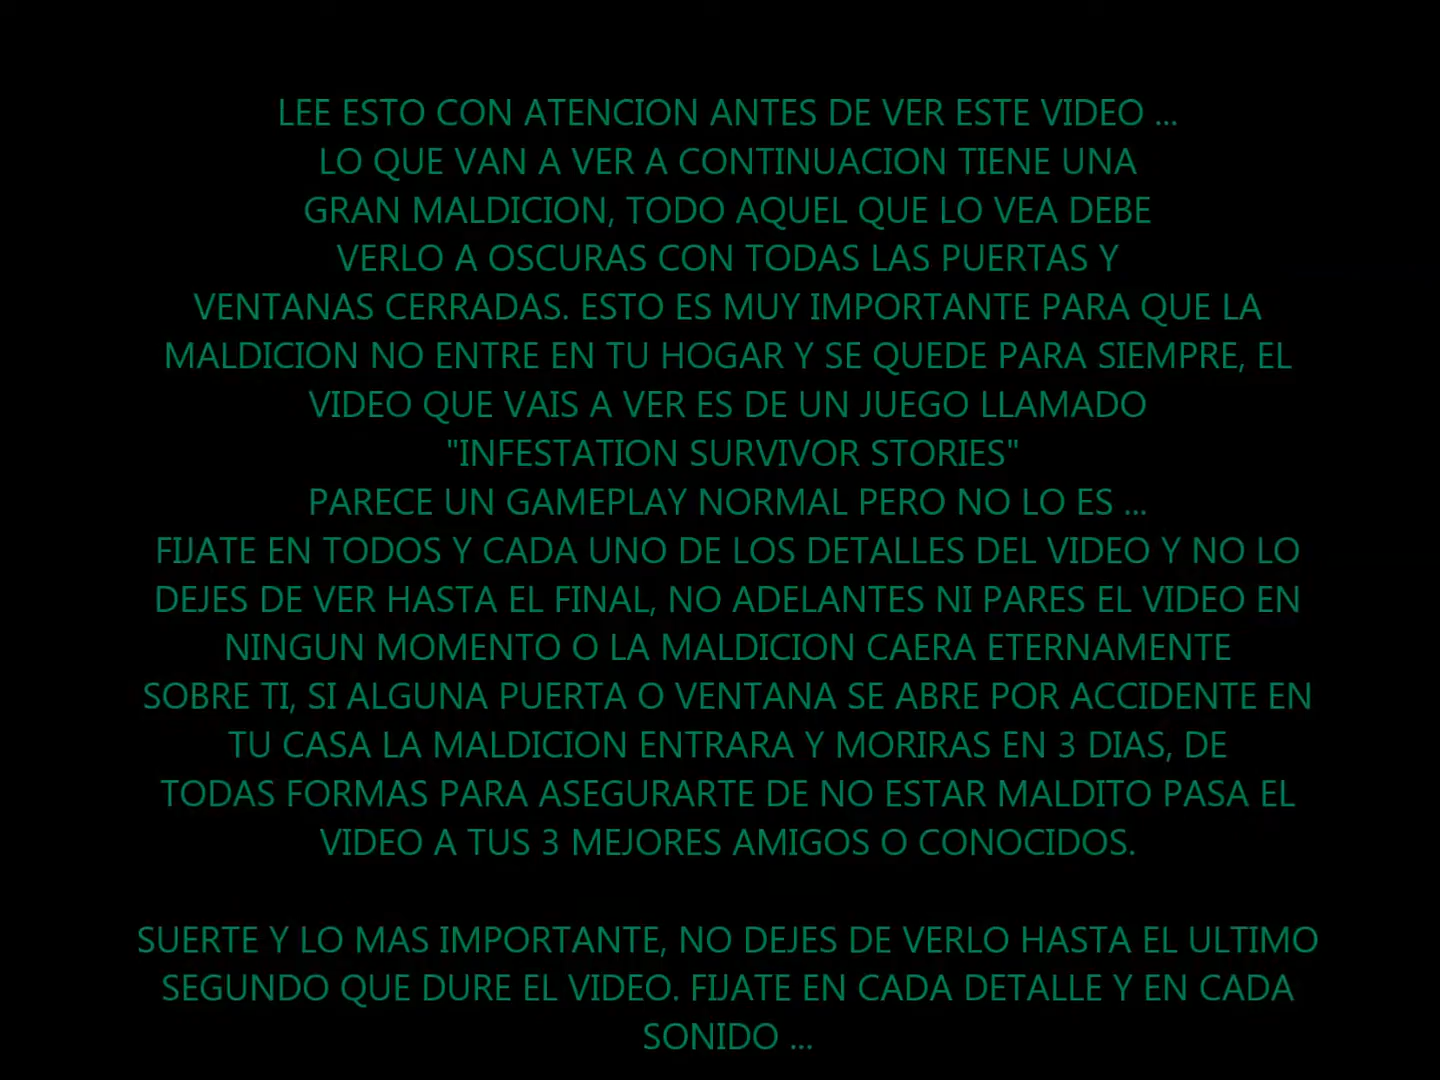 LEE ESTO CON ATENCION ANTES DE VER ESTE VIDEO ...
LO QUE VAN A VER A CONTINUACION TIENE UNA
GRAN MALDICION, TODO AQUEL QUE LO VEA DEBE
VERLO A OSCURAS CON TODAS LAS PUERTAS Y
VENTANAS CERRADAS. ESTO ES MUY IMPORTANTE PARA QUE LA
MALDICION NO ENTRE EN TU HOGAR Y SE QUEDE PARA SIEMPRE, EL
VIDEO QUE VAIS A VER ES DE UN JUEGO LLAMADO
"INFESTATION SURVIVOR STORIES"
PARECE UN GAMEPLAY NORMAL PERO NO LO ES ...
FIJATE EN TODOS Y CADA UNO DE LOS DETALLES DEL VIDEO Y NO LO
DEJES DE VER HASTA EL FINAL, NO ADELANTES NI PARES EL VIDEO EN
NINGUN MOMENTO O LA MALDICION CAERA ETERNAMENTE
SOBRE TI, SI ALGUNA PUERTA O VENTANA SE ABRE POR ACCIDENTE EN
TU CASA LA MALDICION ENTRARA Y MORIRAS EN 3 DIAS, DE
TODAS FORMAS PARA ASEGURARTE DE NO ESTAR MALDITO PASA EL
VIDEO A TUS 3 MEJORES AMIGOS O CONOCIDOS.
SUERTE Y LO MAS IMPORTANTE, NO DEJES DE VERLO HASTA EL ULTIMO
SEGUNDO QUE DURE EL VIDEO. FIJATE EN CADA DETALLE Y EN CADA
SONIDO ...